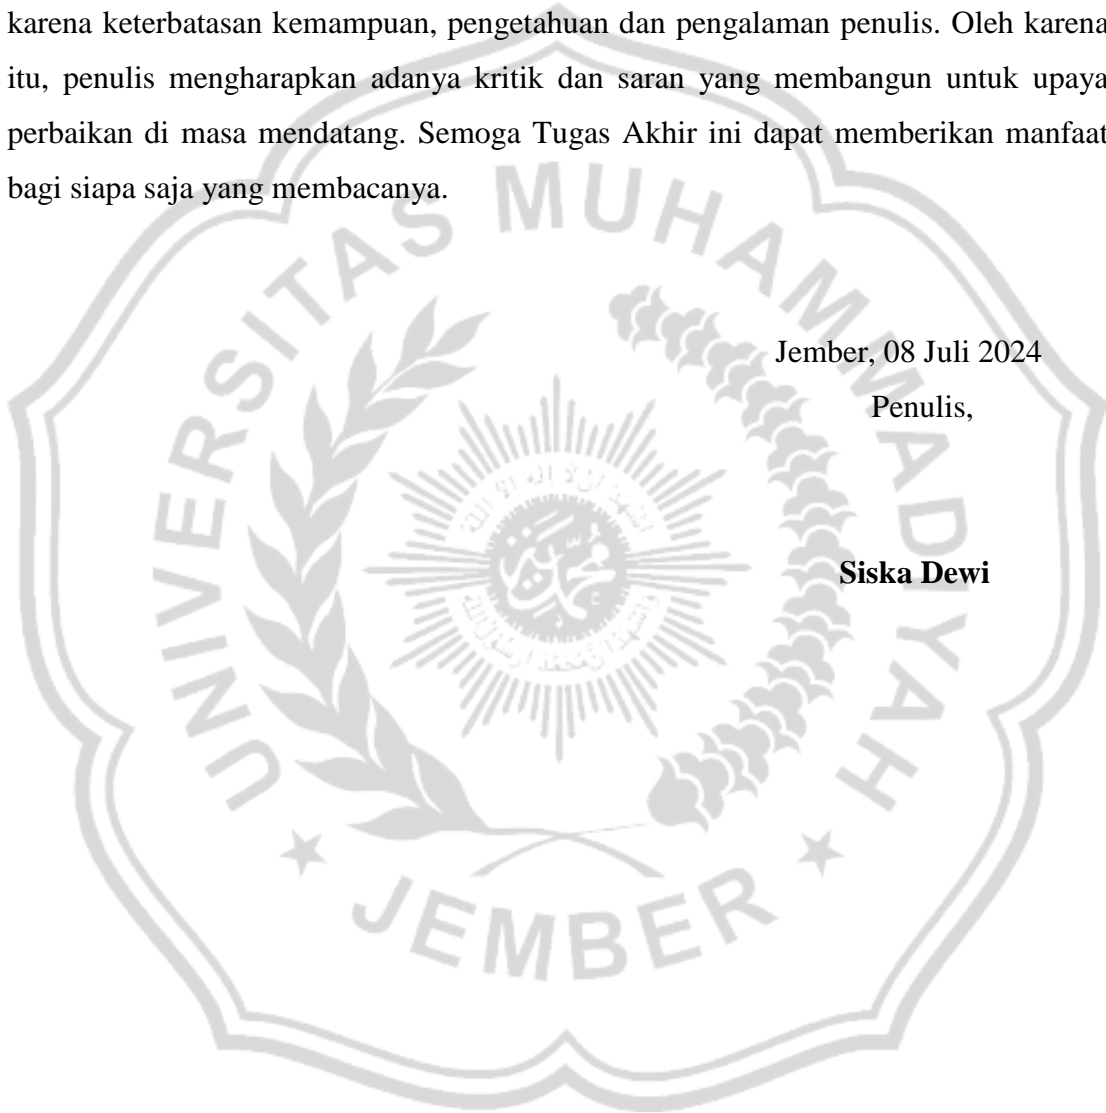 karena keterbatasan kemampuan, pengetahuan dan pengalaman penulis. Oleh karena
itu, penulis mengharapkan adanya kritik dan saran yang membangun untuk upaya
perbaikan di masa mendatang. Semoga Tugas Akhir ini dapat memberikan manfaat
bagi siapa saja yang membacanya.
UNIVERSITAS MUHAMMADIYAH
Jember, 08 Juli 2024
Penulis,
Siska Dewi
JEMBER